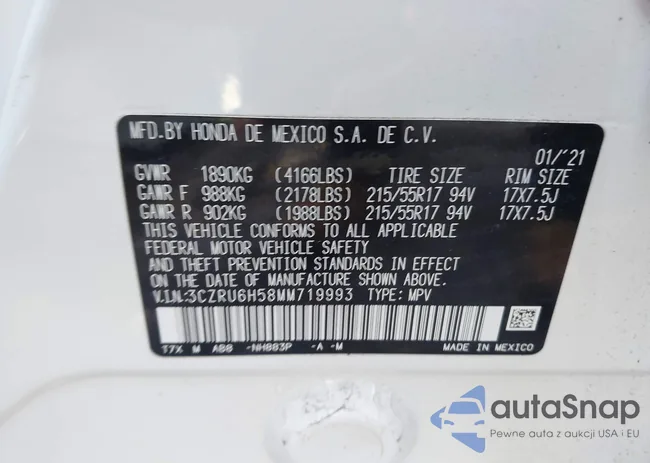 MFD.BY HONDA DE MEXICO S.A. DE C.V.
01/'21
GVWR 1890KG (4166LBS) TIRE SIZE RIM SIZE
GAWR F 988KG (2178LBS) 215/55R17 94V 17X7.5J
GAWR R 902KG (1988LBS) 215/55R17 94V 17X7.5J
THIS VEHICLE CONFORMS TO ALL APPLICABLE
FEDERAL MOTOR VEHICLE SAFETY
AND THEFT PREVENTION STANDARDS IN EFFECT
ON THE DATE OF MANUFACTURE SHOWN ABOVE.
V.I.N:3CZRU6H58MM719993 TYPE: MPV
T7X M AB8 -NH883P -A -M MADE IN MEXICO
autaSnap
Pewne auta z aukcji USA i EU